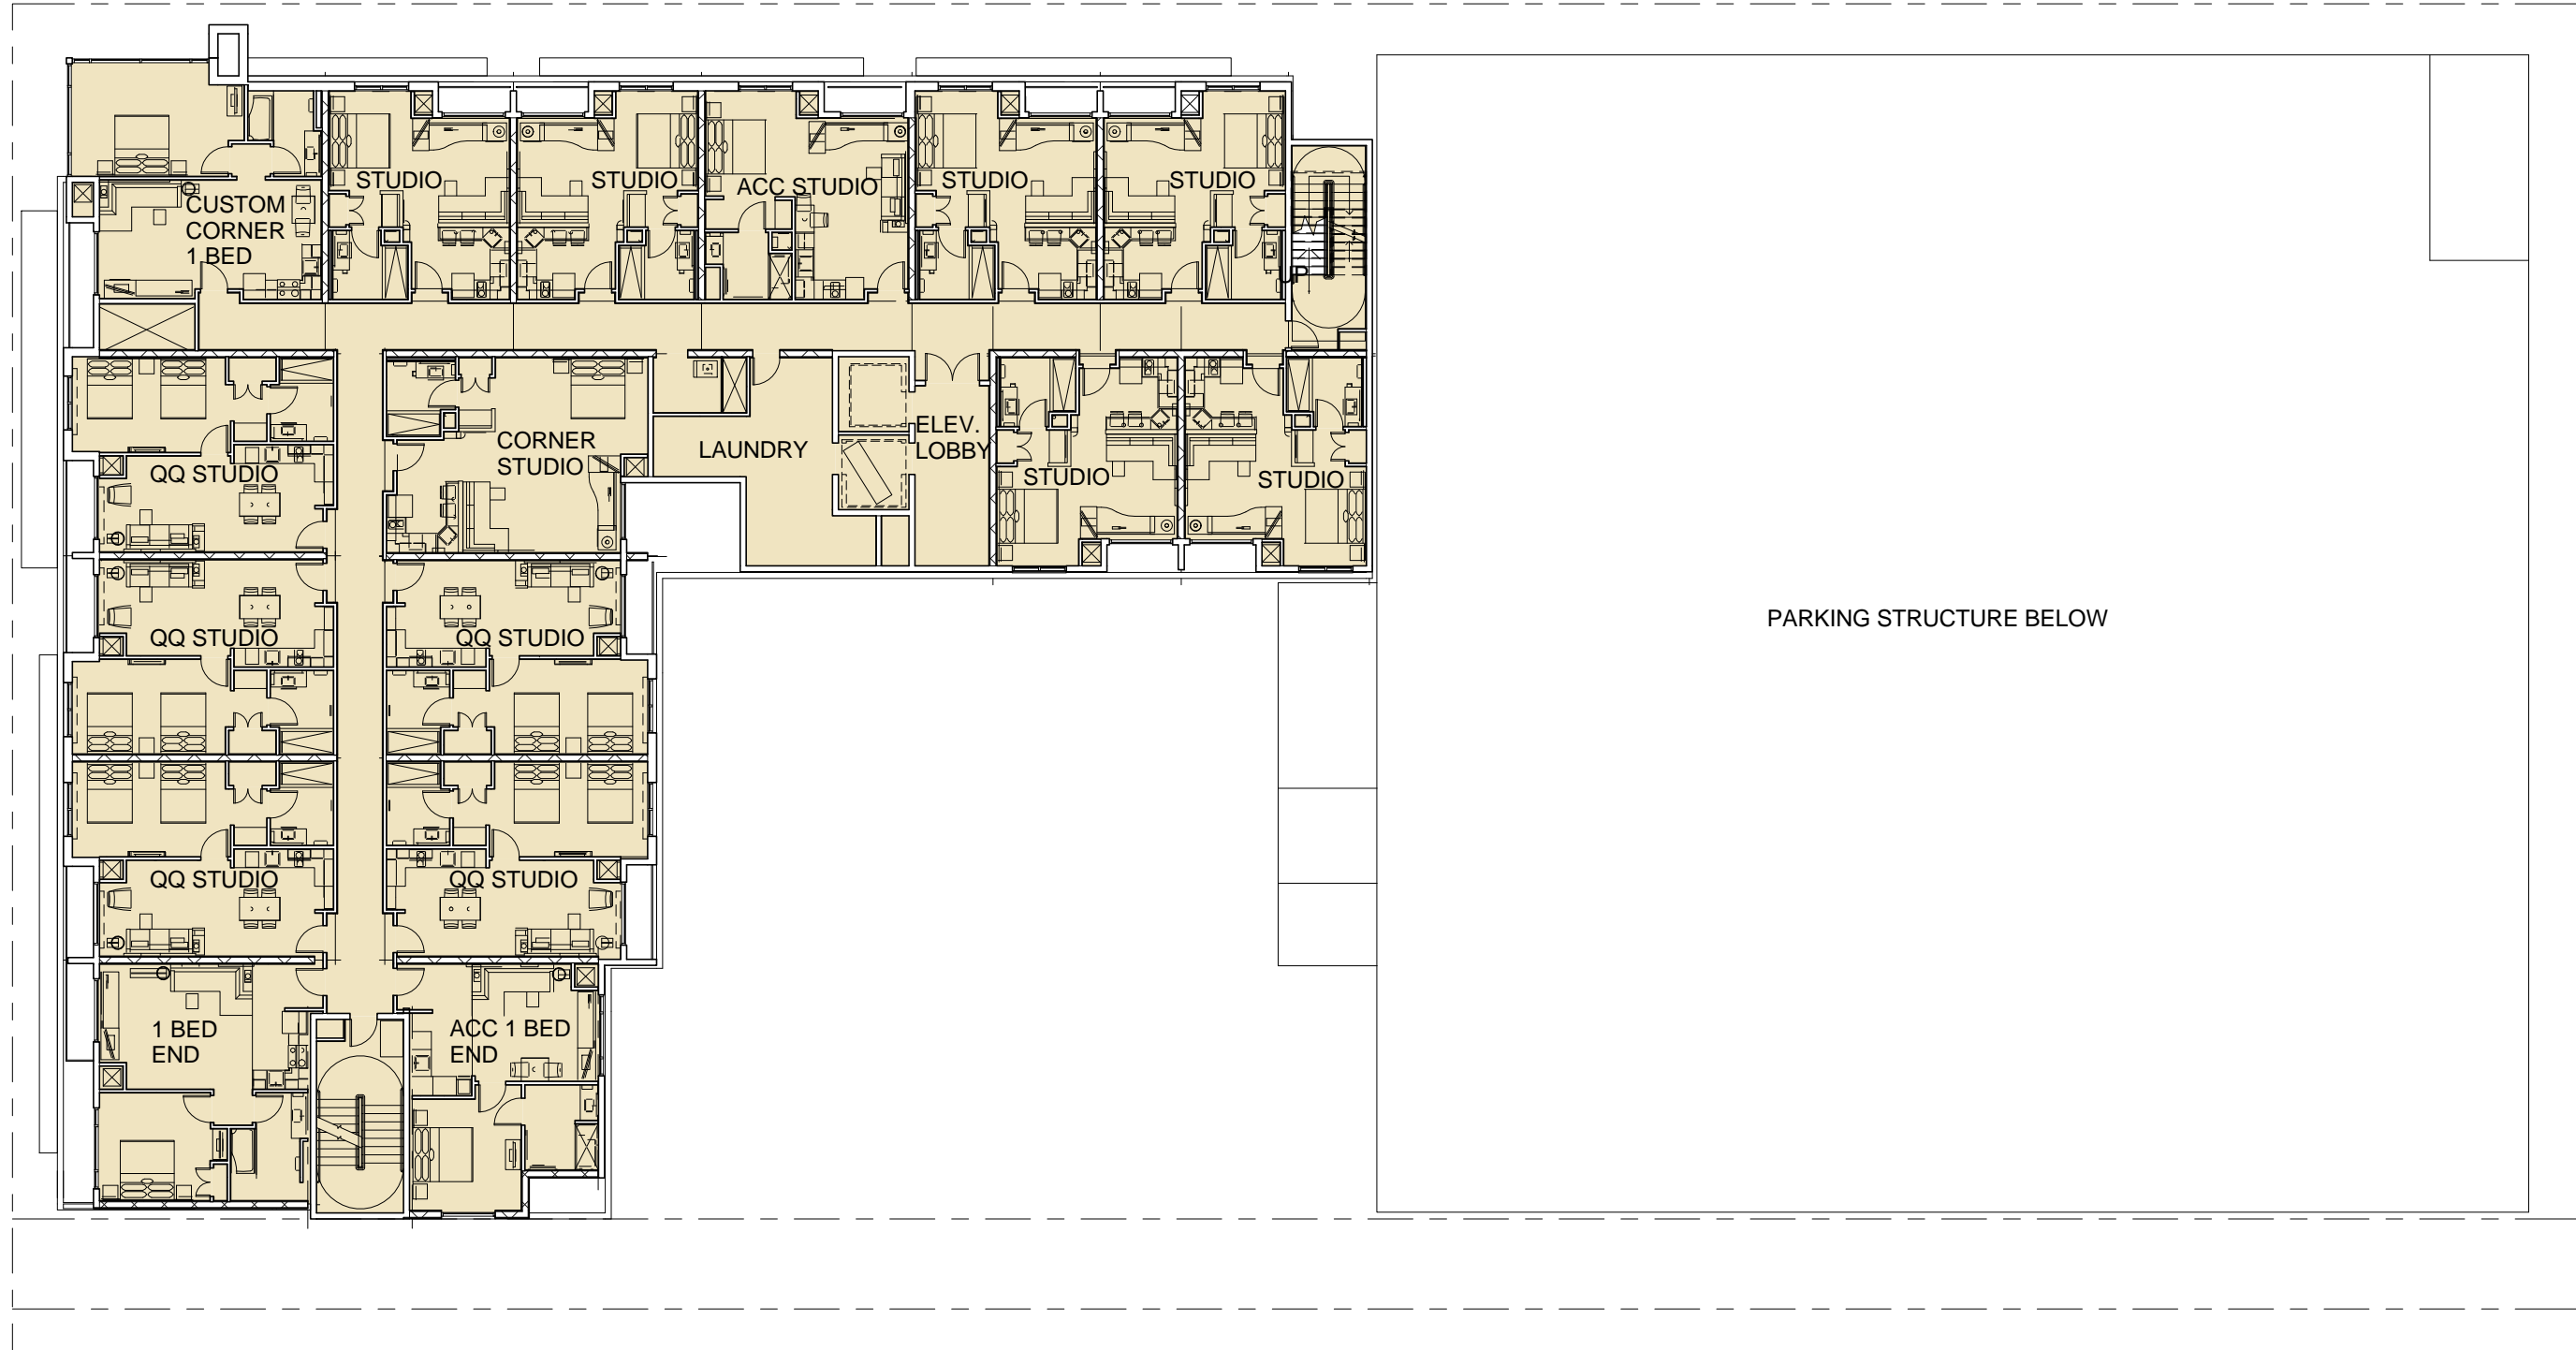 STUDIO
STUDIO
ACC STUDIO
STUDIO
STUDIO
CUSTOM
CORNER
1 BED
CORNER
STUDIO
LAUNDRY
ELEV.
LOBBY
STUDIO
STUDIO
QQ STUDIO
QQ STUDIO
QQ STUDIO
PARKING STRUCTURE BELOW
QQ STUDIO
QQ STUDIO
1 BED
END
ACC 1 BED
END